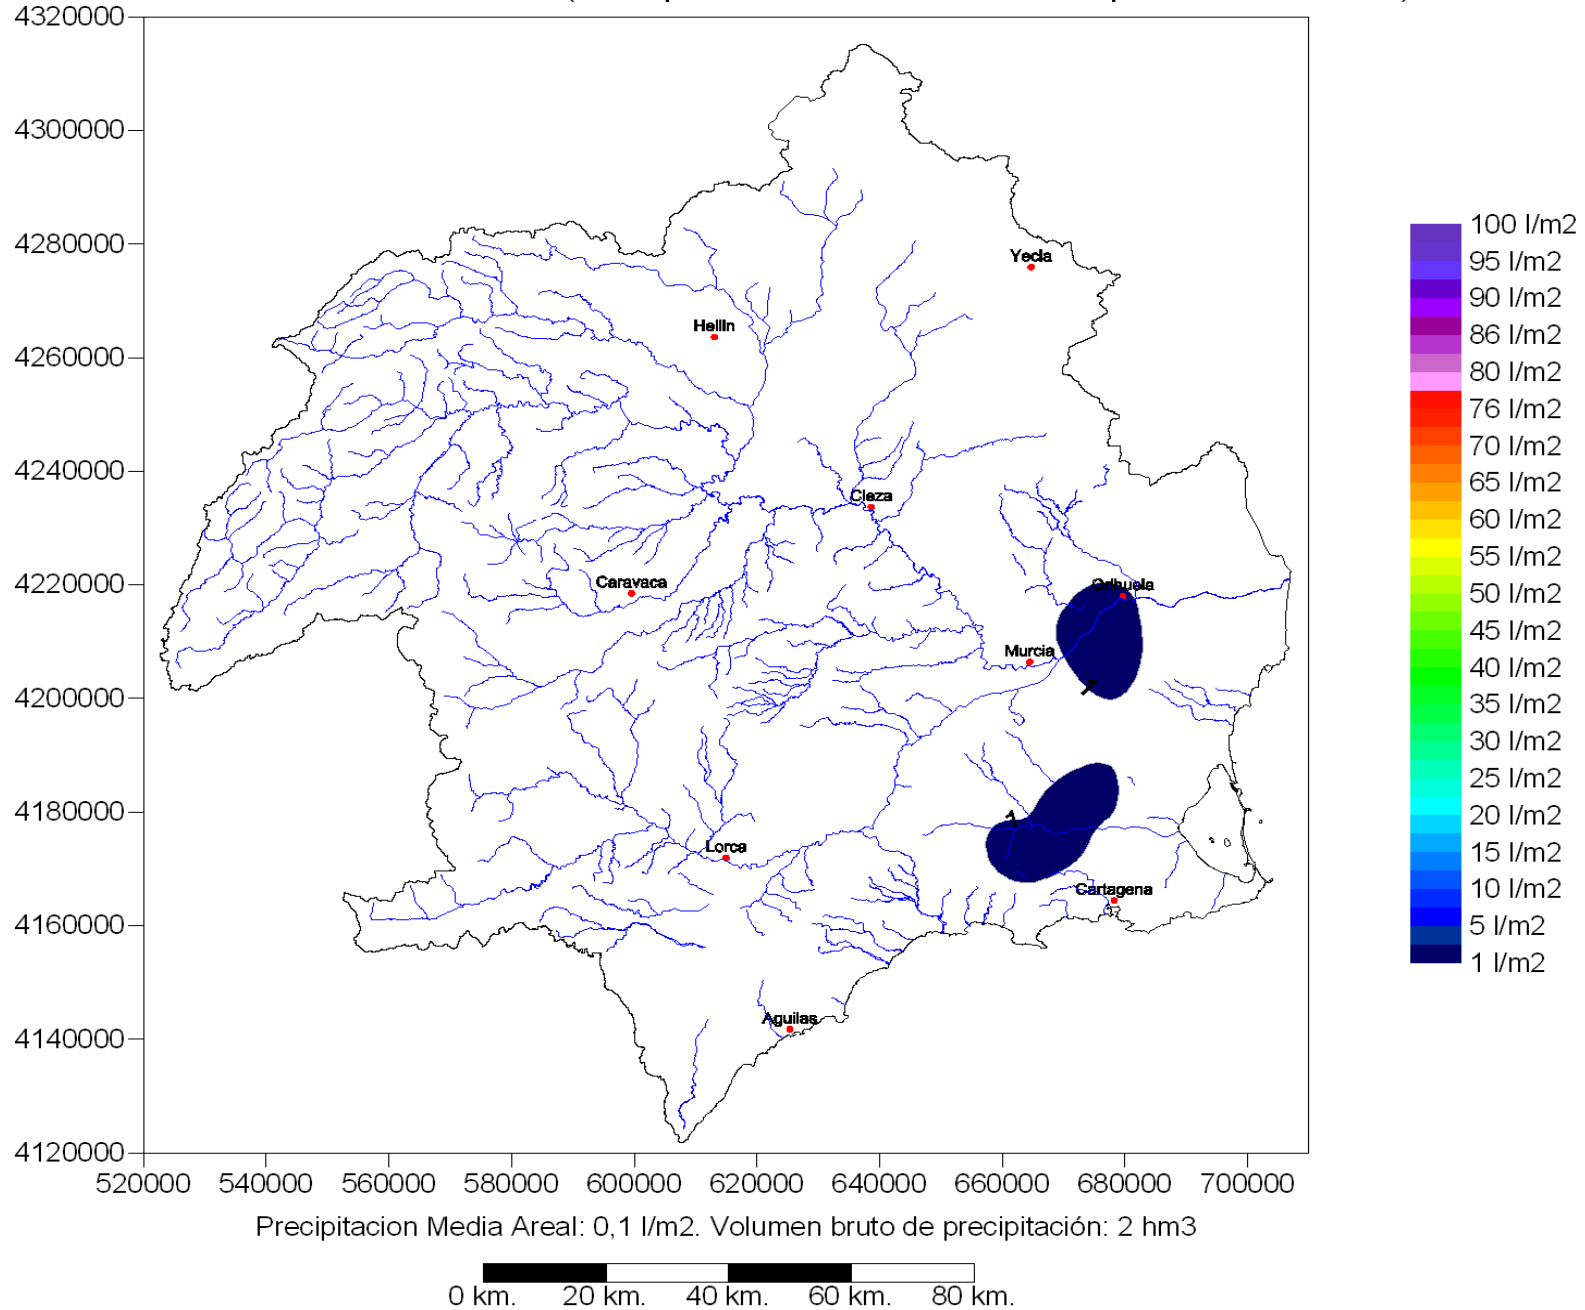 4320000
4300000
4280000
4260000
4240000
4220000
4200000
4180000
4160000
4140000
4120000
520000 540000 560000 580000 600000 620000 640000 660000 680000 700000
Yecla
Hellin
Cieza
Caravaca
Orihuela
Murcia
1
1
Lorca
Cartagena
Aguilas
100 l/m2
95 l/m2
90 l/m2
86 l/m2
80 l/m2
76 l/m2
70 l/m2
65 l/m2
60 l/m2
55 l/m2
50 l/m2
45 l/m2
40 l/m2
35 l/m2
30 l/m2
25 l/m2
20 l/m2
15 l/m2
10 l/m2
5 l/m2
1 l/m2
Precipitacion Media Areal: 0,1 l/m2. Volumen bruto de precipitación: 2 hm3
0 km. 20 km. 40 km. 60 km. 80 km.